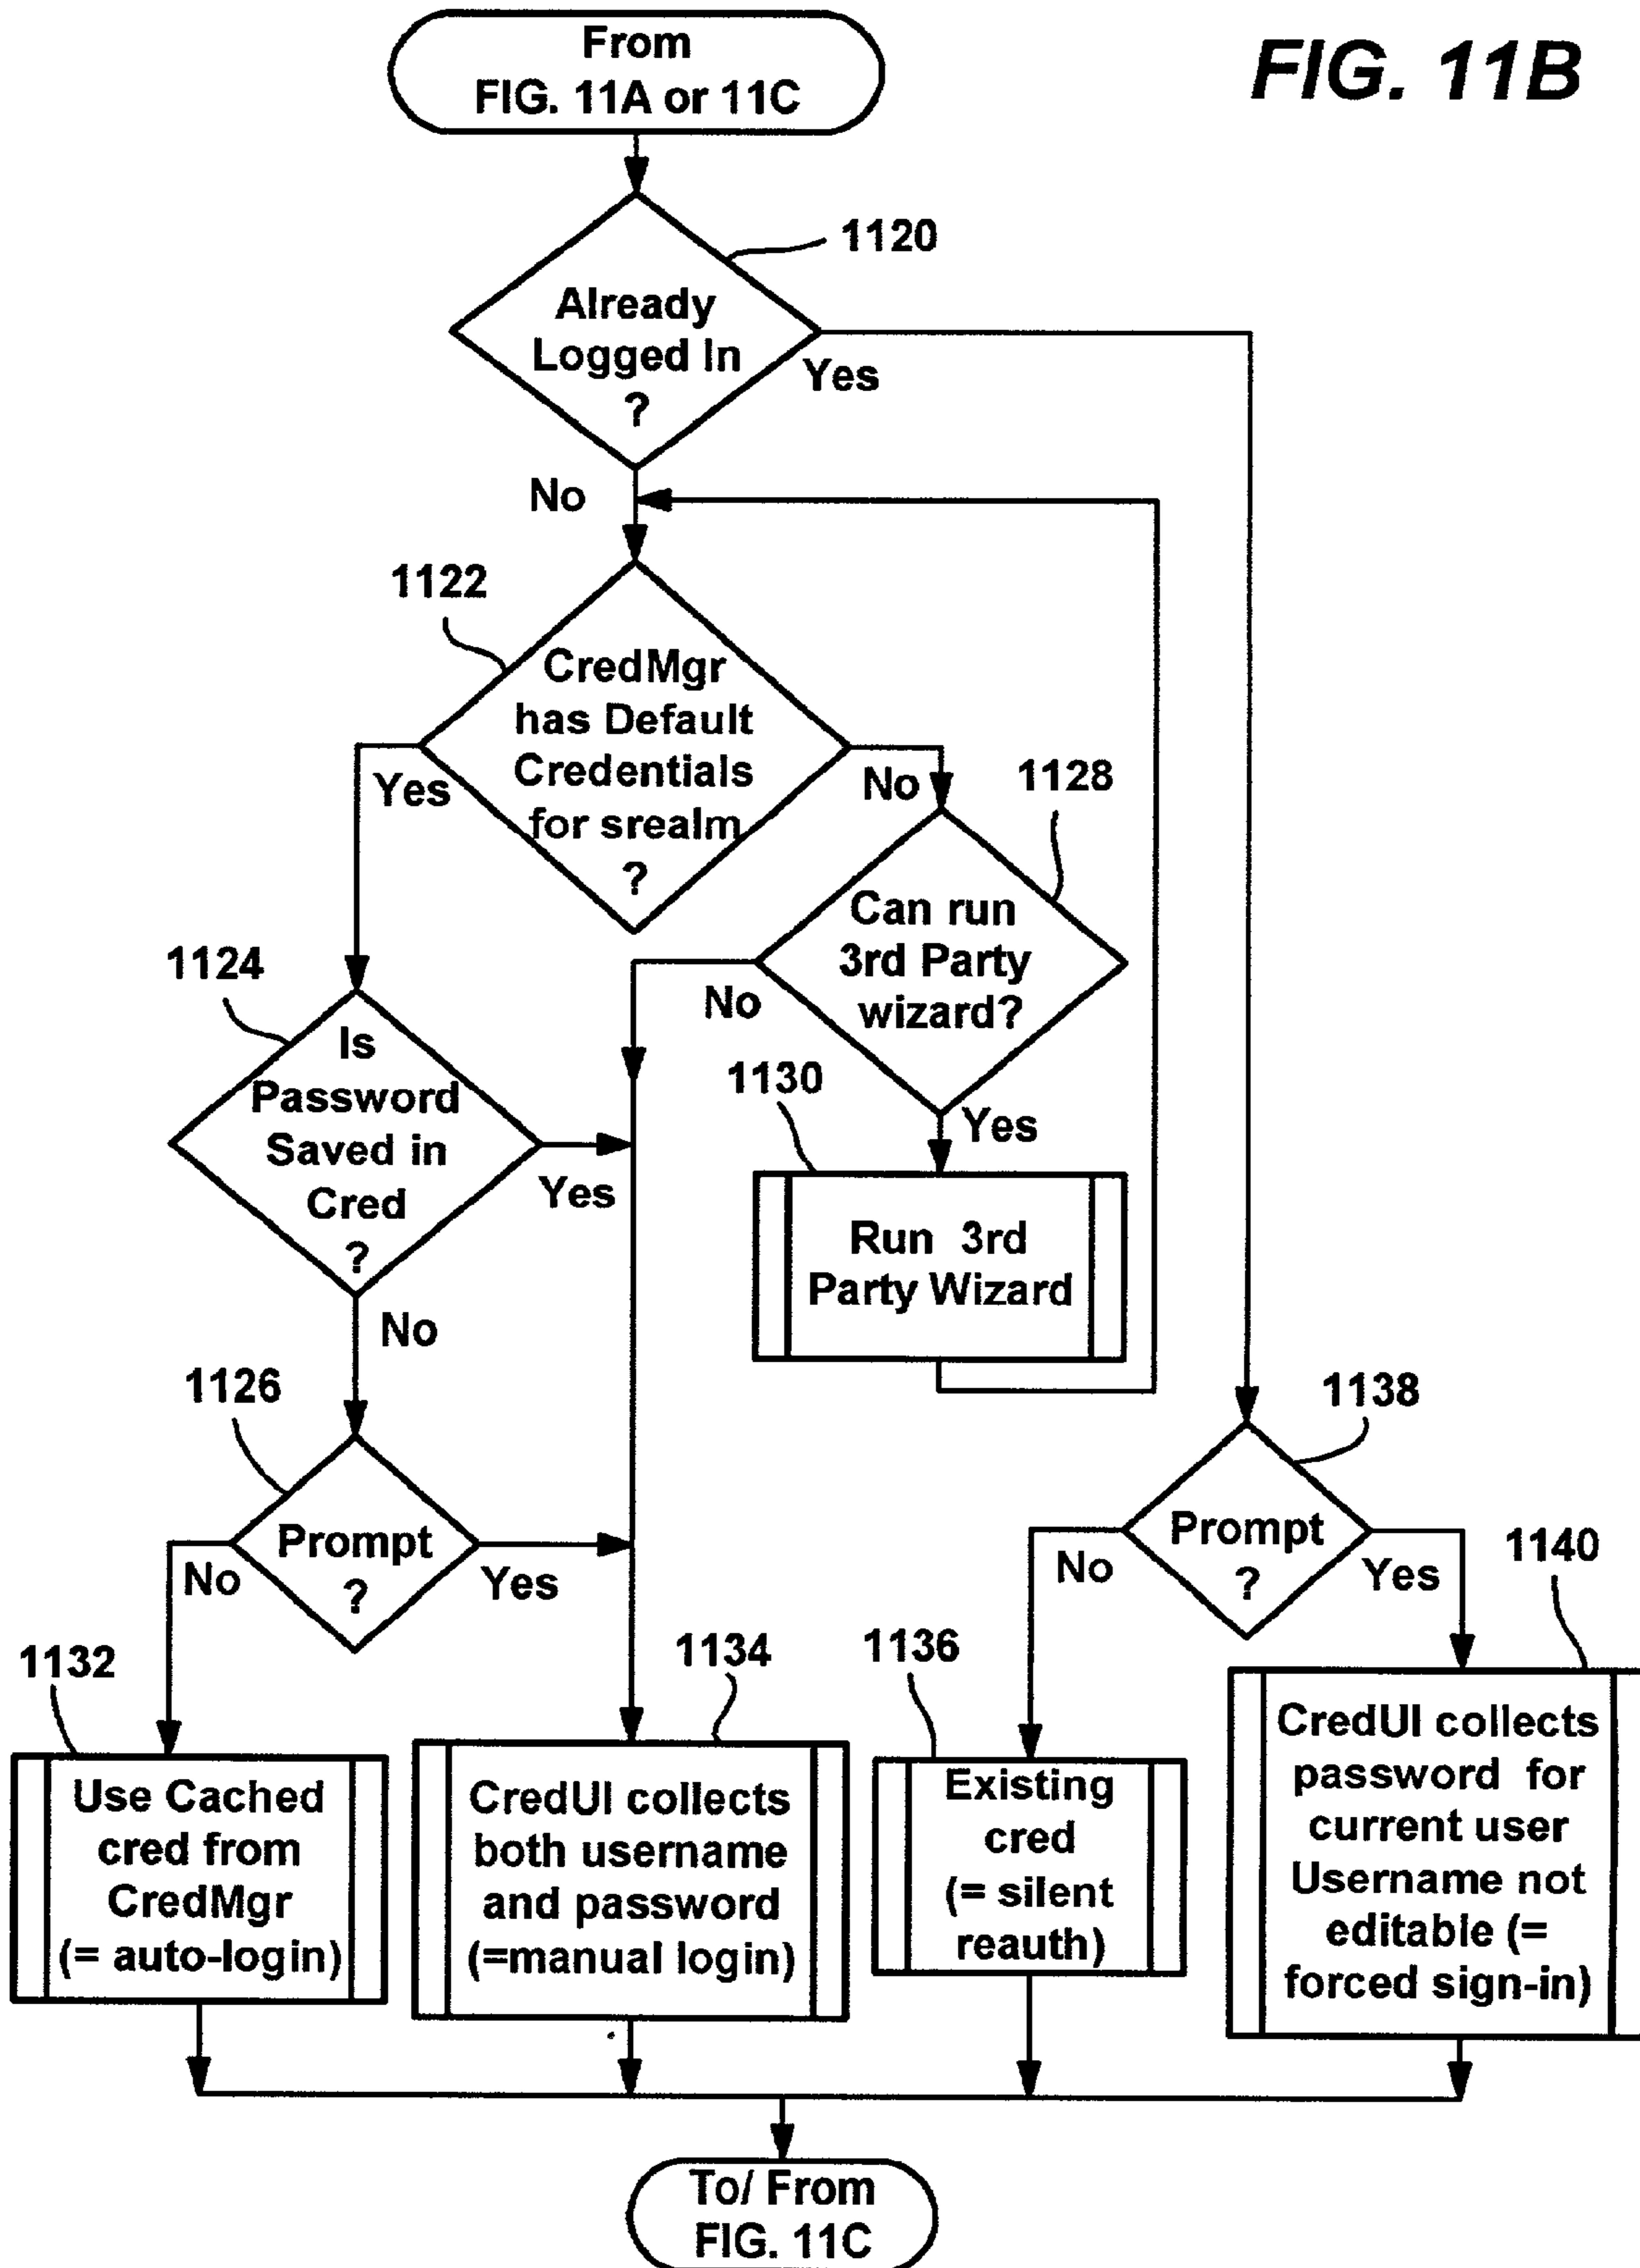 From
FIG. 11A or 11C
FIG. 11B
1120
Already
Logged In
?
Yes
No
1122
CredMgr
has Default
Credentials
for srealm
?
Yes
No
1128
Can run
3rd Party
wizard?
No
Yes
1124
Is
Password
Saved in
Cred
?
Yes
No
1130
Run 3rd
Party Wizard
1126
Prompt
?
No
Yes
1138
Prompt
?
No
Yes
1132
Use Cached
cred from
CredMgr
(= auto-login)
1134
CredUI collects
both username
and password
(=manual login)
1136
Existing
cred
(= silent
reauth)
1140
CredUI collects
password for
current user
Username not
editable (=
forced sign-in)
To/ From
FIG. 11C